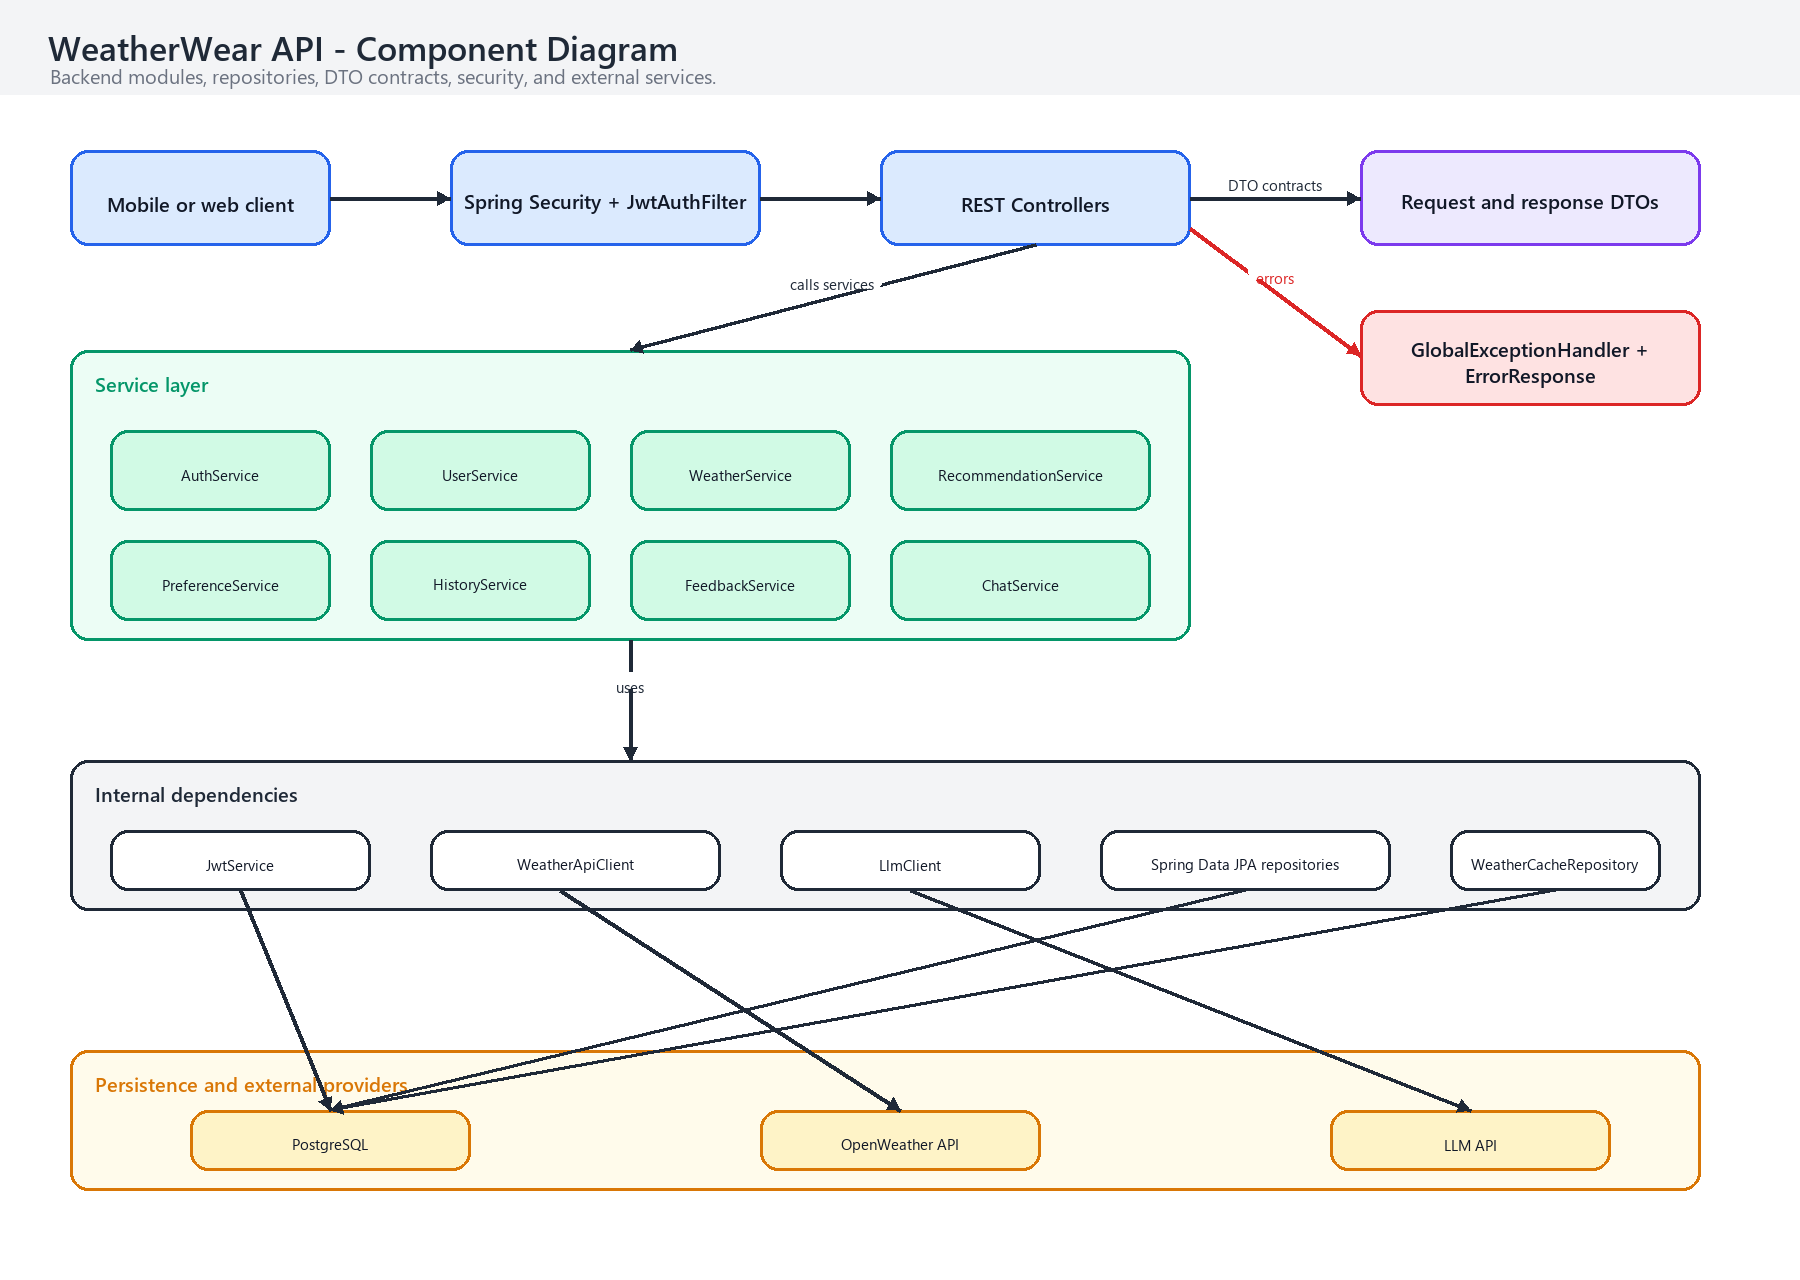 WeatherWear API - Component Diagram
Backend modules, repositories, DTO contracts, security, and external services.
Mobile or web client
Spring Security + JwtAuthFilter
REST Controllers
DTO contracts
Request and response DTOs
calls services
errors
GlobalExceptionHandler +
ErrorResponse
Service layer
AuthService
UserService
WeatherService
RecommendationService
PreferenceService
HistoryService
FeedbackService
ChatService
uses
Internal dependencies
JwtService
WeatherApiClient
LlmClient
Spring Data JPA repositories
WeatherCacheRepository
Persistence and external providers
PostgreSQL
OpenWeather API
LLM API